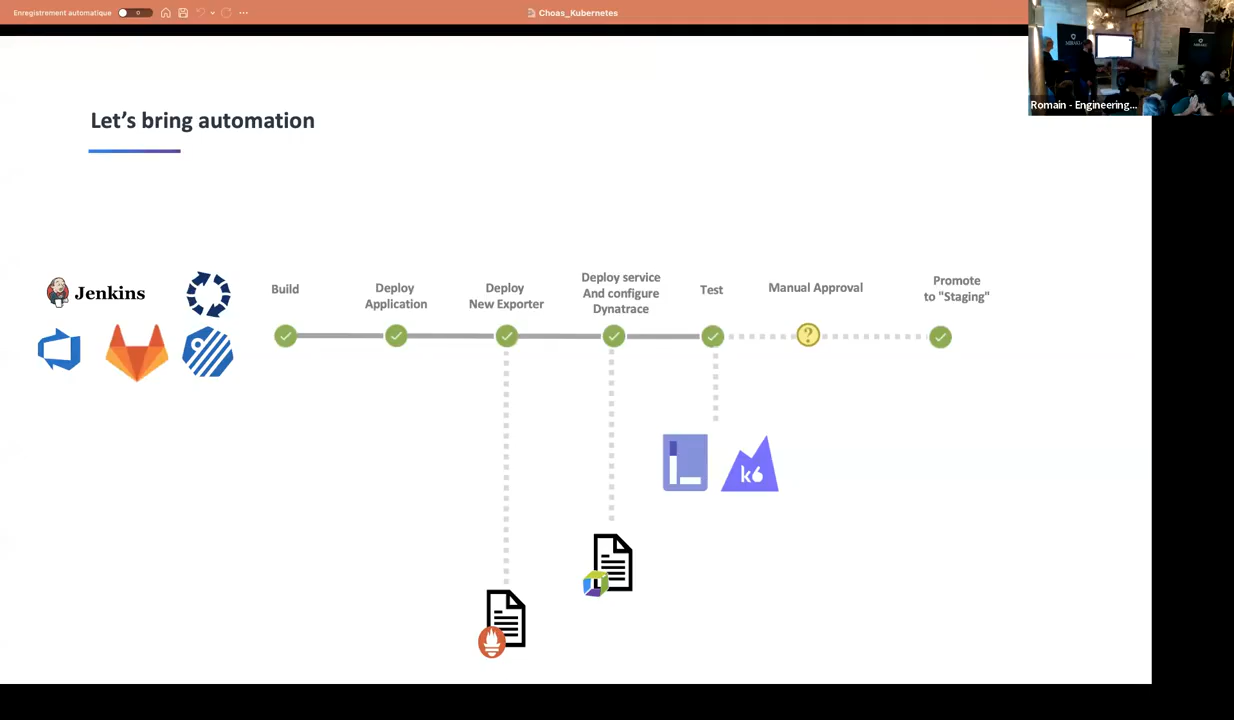 Enregistrement automatique
Choas_Kubernetes
Romain - Engineering...
Let's bring automation
Jenkins
Build
Deploy
Application
Deploy
New Exporter
Deploy service
And configure
Dynatrace
Test
Manual Approval
Promote
to "Staging"
?
k6